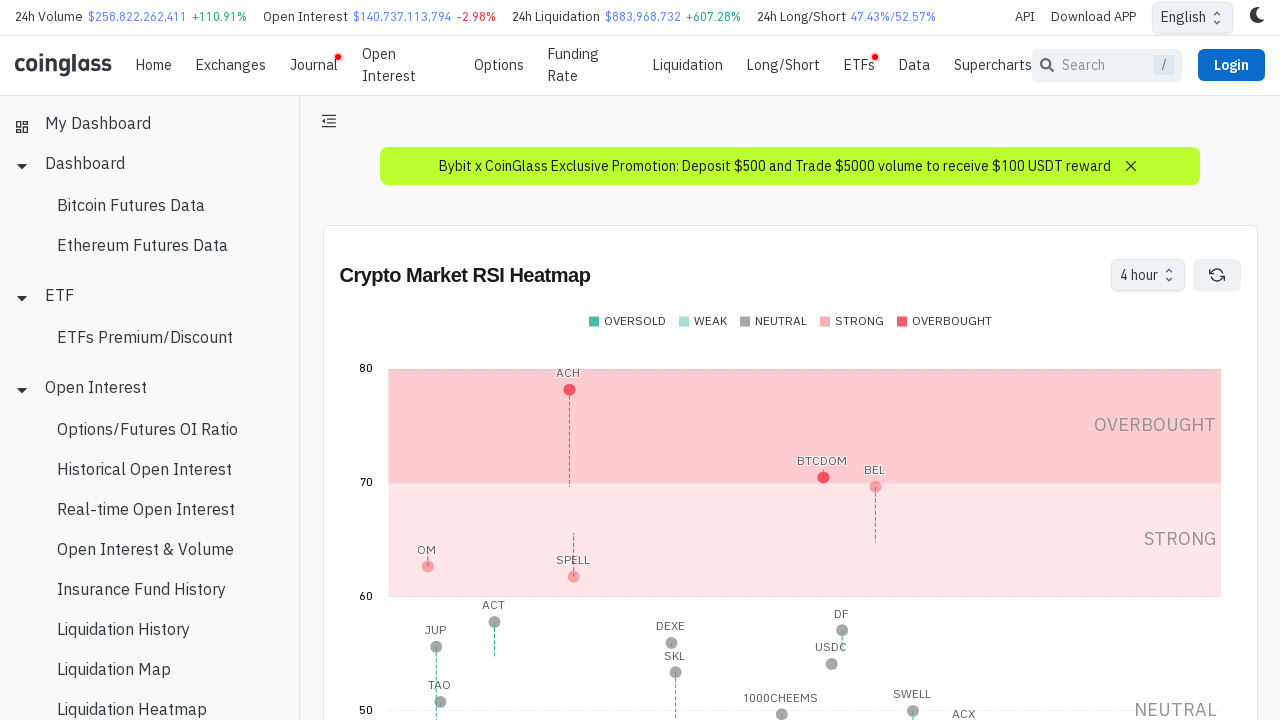 24h Volume $258,822,262,411 +110.91% Open Interest $140,737,113,794 -2.98% 24h Liquidation $883,968,732 +607.28% 24h Long/Short 47.43%/52.57% API Download APP English
coinglass Home Exchanges Journal Open Interest Options Funding Rate Liquidation Long/Short ETFs Data Supercharts Search / Login
My Dashboard
Dashboard
Bitcoin Futures Data
Ethereum Futures Data
ETF
ETFs Premium/Discount
Open Interest
Options/Futures OI Ratio
Historical Open Interest
Real-time Open Interest
Open Interest & Volume
Insurance Fund History
Liquidation History
Liquidation Map
Liquidation Heatmap
Bybit x CoinGlass Exclusive Promotion: Deposit $500 and Trade $5000 volume to receive $100 USDT reward
Crypto Market RSI Heatmap 4 hour
OVERSOLD WEAK NEUTRAL STRONG OVERBOUGHT
80
ACH
OVERBOUGHT
BTCDOM
BEL
70
STRONG
OM
SPELL
60
ACT
DF
DEXE
JUP
USDC
SKL
TAO
SWELL
1000CHEEMS
50
NEUTRAL
ACX